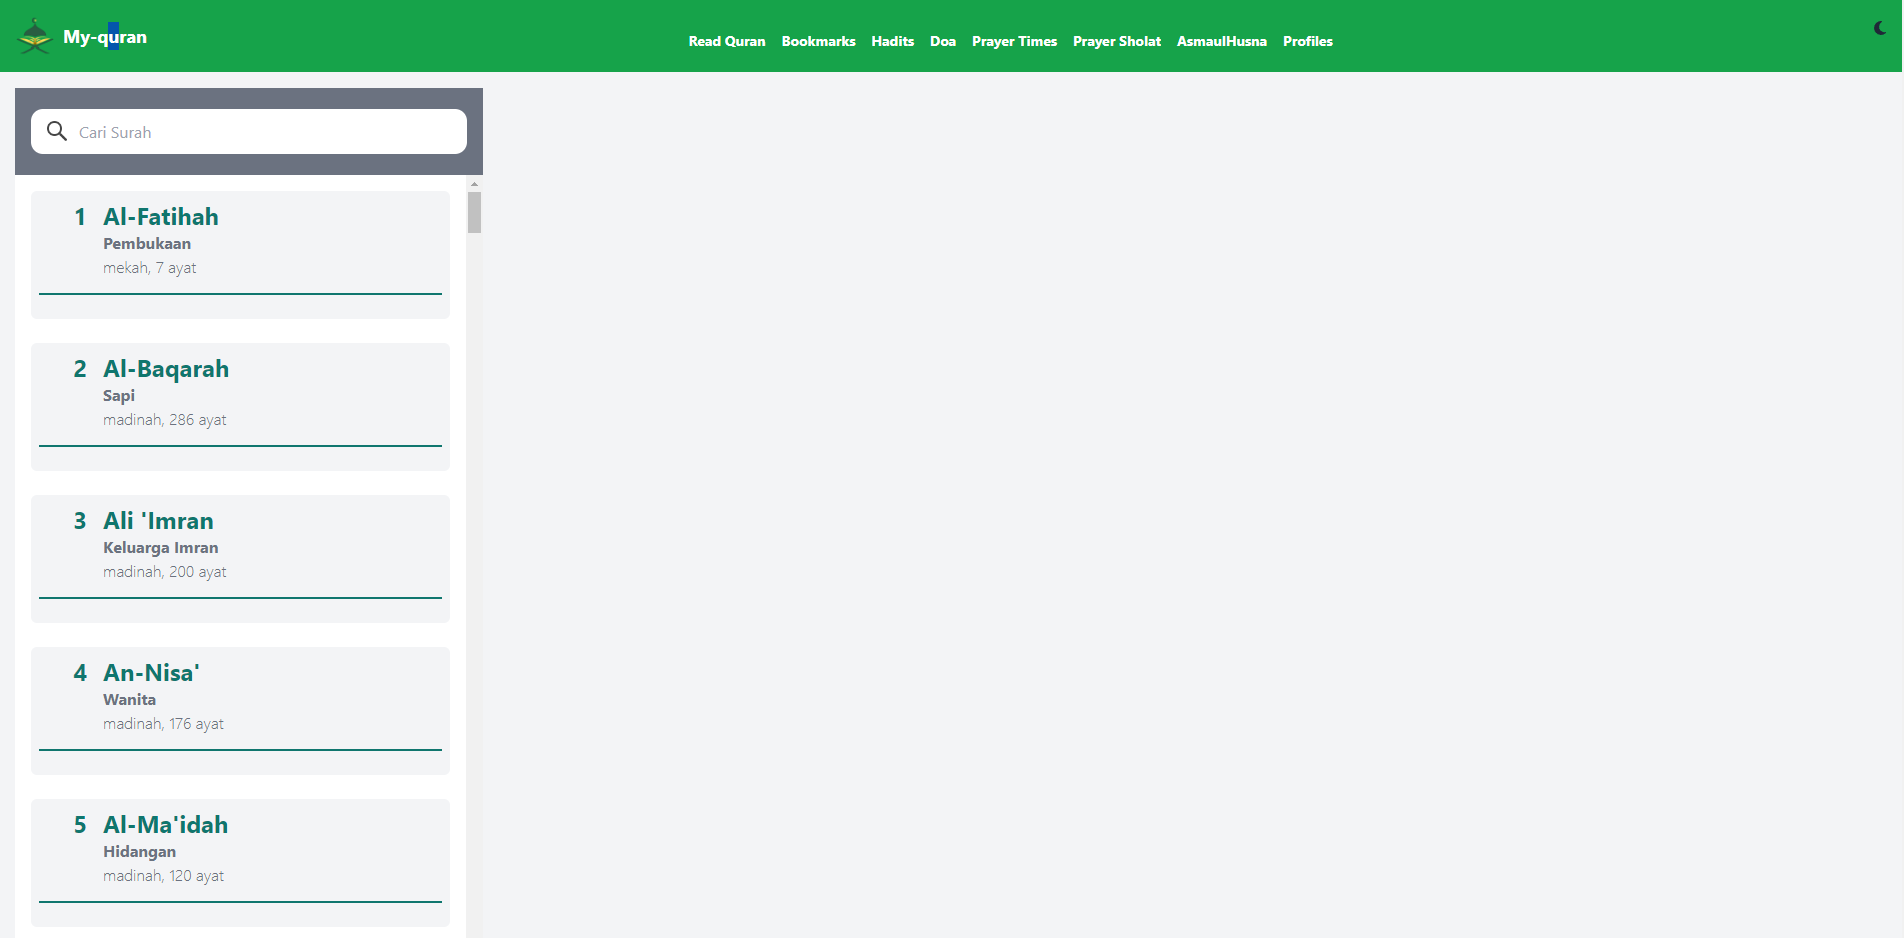 My-quran
Read Quran Bookmarks Hadits Doa Prayer Times Prayer Sholat AsmaulHusna Profiles
Cari Surah
1 Al-Fatihah
Pembukaan
mekah, 7 ayat
2 Al-Baqarah
Sapi
madinah, 286 ayat
3 Ali 'Imran
Keluarga Imran
madinah, 200 ayat
4 An-Nisa'
Wanita
madinah, 176 ayat
5 Al-Ma'idah
Hidangan
madinah, 120 ayat